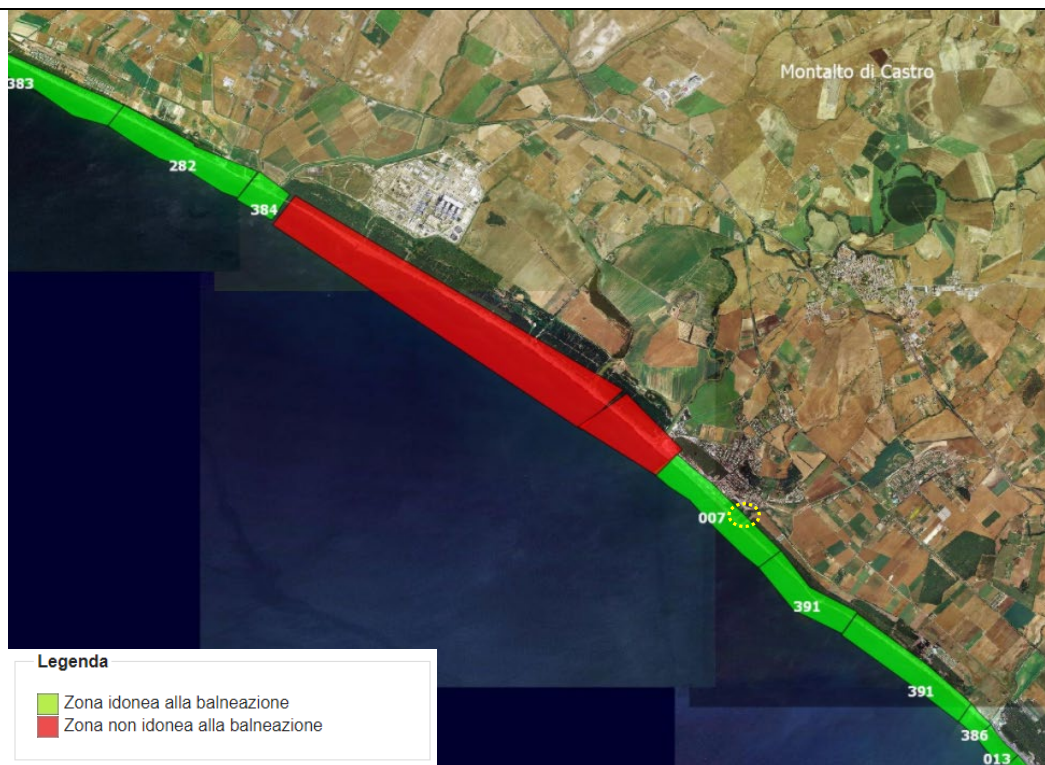 Montalto di Castro
383
282
384
007
391
391
386
013
Legenda
Zona idonea alla balneazione
Zona non idonea alla balneazione